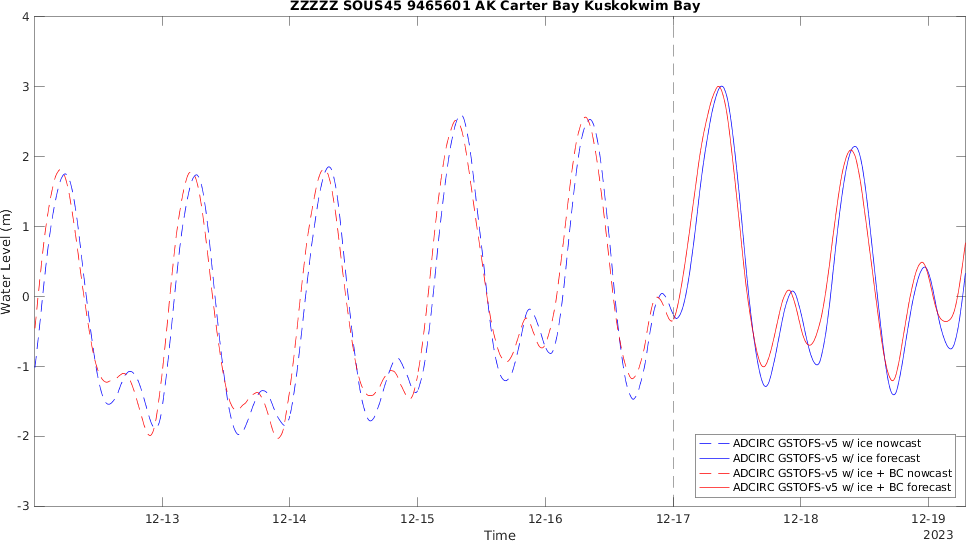 ZZZZZ SOUS45 9465601 AK Carter Bay Kuskokwim Bay
4
3
2
1
0
-1
-2
-3
Water Level (m)
12-13 12-14 12-15 12-16 12-17 12-18 12-19
Time
2023
ADCIRC GSTOFS-v5 w/ ice nowcast
ADCIRC GSTOFS-v5 w/ ice forecast
ADCIRC GSTOFS-v5 w/ ice + BC nowcast
ADCIRC GSTOFS-v5 w/ ice + BC forecast